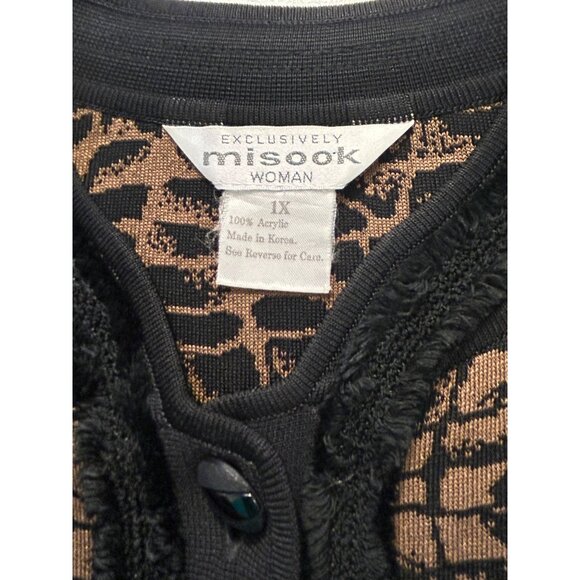 EXCLUSIVELY
misook
WOMAN
1X
100% Acrylic
Made in Korea.
See Reverse for Care.